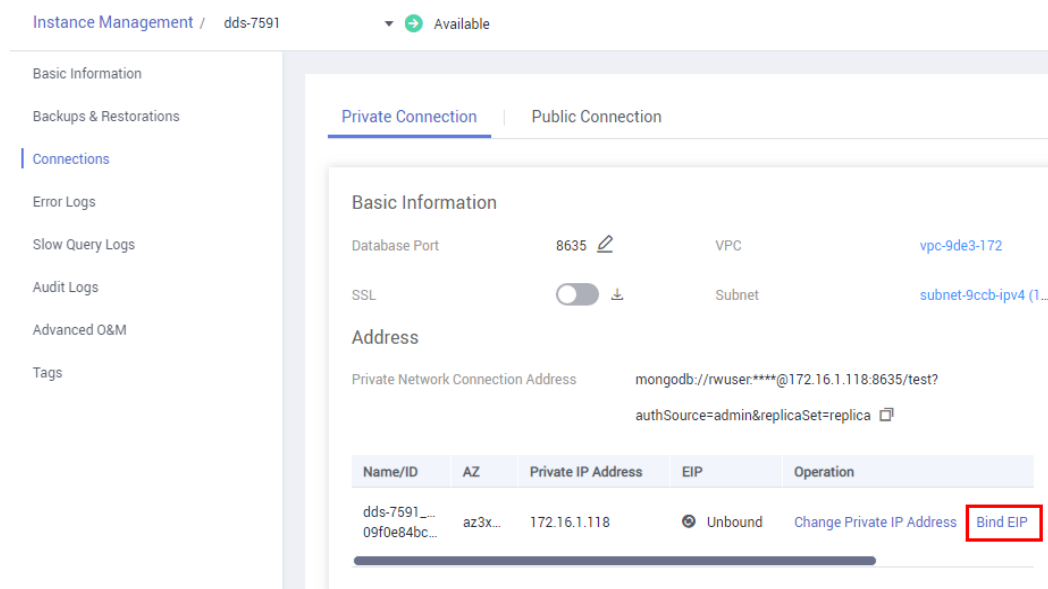 Instance Management / dds-7591 Available
Basic Information
Backups & Restorations
Connections
Error Logs
Slow Query Logs
Audit Logs
Advanced O&M
Tags
Private Connection Public Connection
Basic Information
Database Port 8635 VPC vpc-9de3-172
SSL Subnet subnet-9ccb-ipv4 (1...
Address
Private Network Connection Address mongodb://rwuser:****@172.16.1.118:8635/test?
authSource=admin&replicaSet=replica
Name/ID AZ Private IP Address EIP Operation
dds-7591_...
09f0e84bc... az3x... 172.16.1.118 Unbound Change Private IP Address Bind EIP